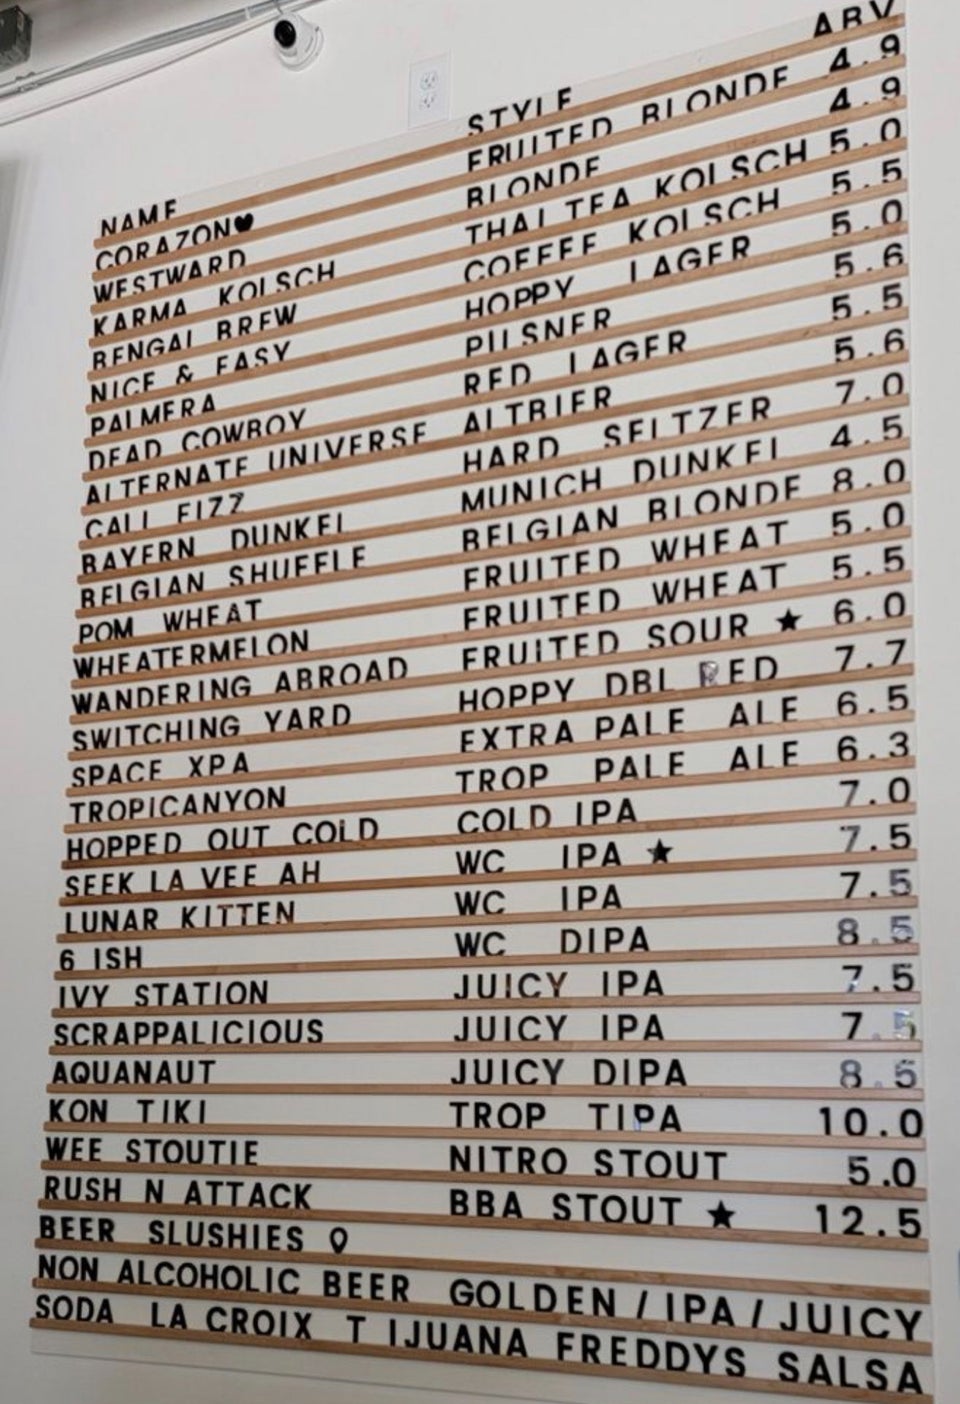 NAME STYLE ABV
CORAZON♥ FRUITED BLONDE 4.9
WESTWARD BLONDE 4.9
KARMA KOLSCH THAI TEA KOLSCH 5.0
BENGAL BREW COFFEE KOLSCH 5.5
NICE & EASY HOPPY LAGER 5.0
PALMERA PILSNER 5.6
DEAD COWBOY RED LAGER 5.5
ALTERNATE UNIVERSE ALTBIER 5.6
CALI FIZZ HARD SELTZER 7.0
BAYERN DUNKEL MUNICH DUNKEL 4.5
BELGIAN SHUFFLE BELGIAN BLONDE 8.0
POM WHEAT FRUITED WHEAT 5.0
WHEATERMELON FRUITED WHEAT 5.5
WANDERING ABROAD FRUITED SOUR ★ 6.0
SWITCHING YARD HOPPY DBL RED 7.7
SPACE XPA EXTRA PALE ALE 6.5
TROPICANYON TROP PALE ALE 6.3
HOPPED OUT COLD COLD IPA 7.0
SEEK LA VEE AH WC IPA ★ 7.5
LUNAR KITTEN WC IPA 7.5
6 ISH WC DIPA 8.5
IVY STATION JUICY IPA 7.5
SCRAPPALICIOUS JUICY IPA 7.5
AQUANAUT JUICY DIPA 8.5
KON TIKI TROP TIPA 10.0
WEE STOUTIE NITRO STOUT 5.0
RUSH N ATTACK BBA STOUT ★ 12.5
BEER SLUSHIES
NON ALCOHOLIC BEER GOLDEN / IPA / JUICY
SODA LA CROIX T IJUANA FREDDYS SALSA